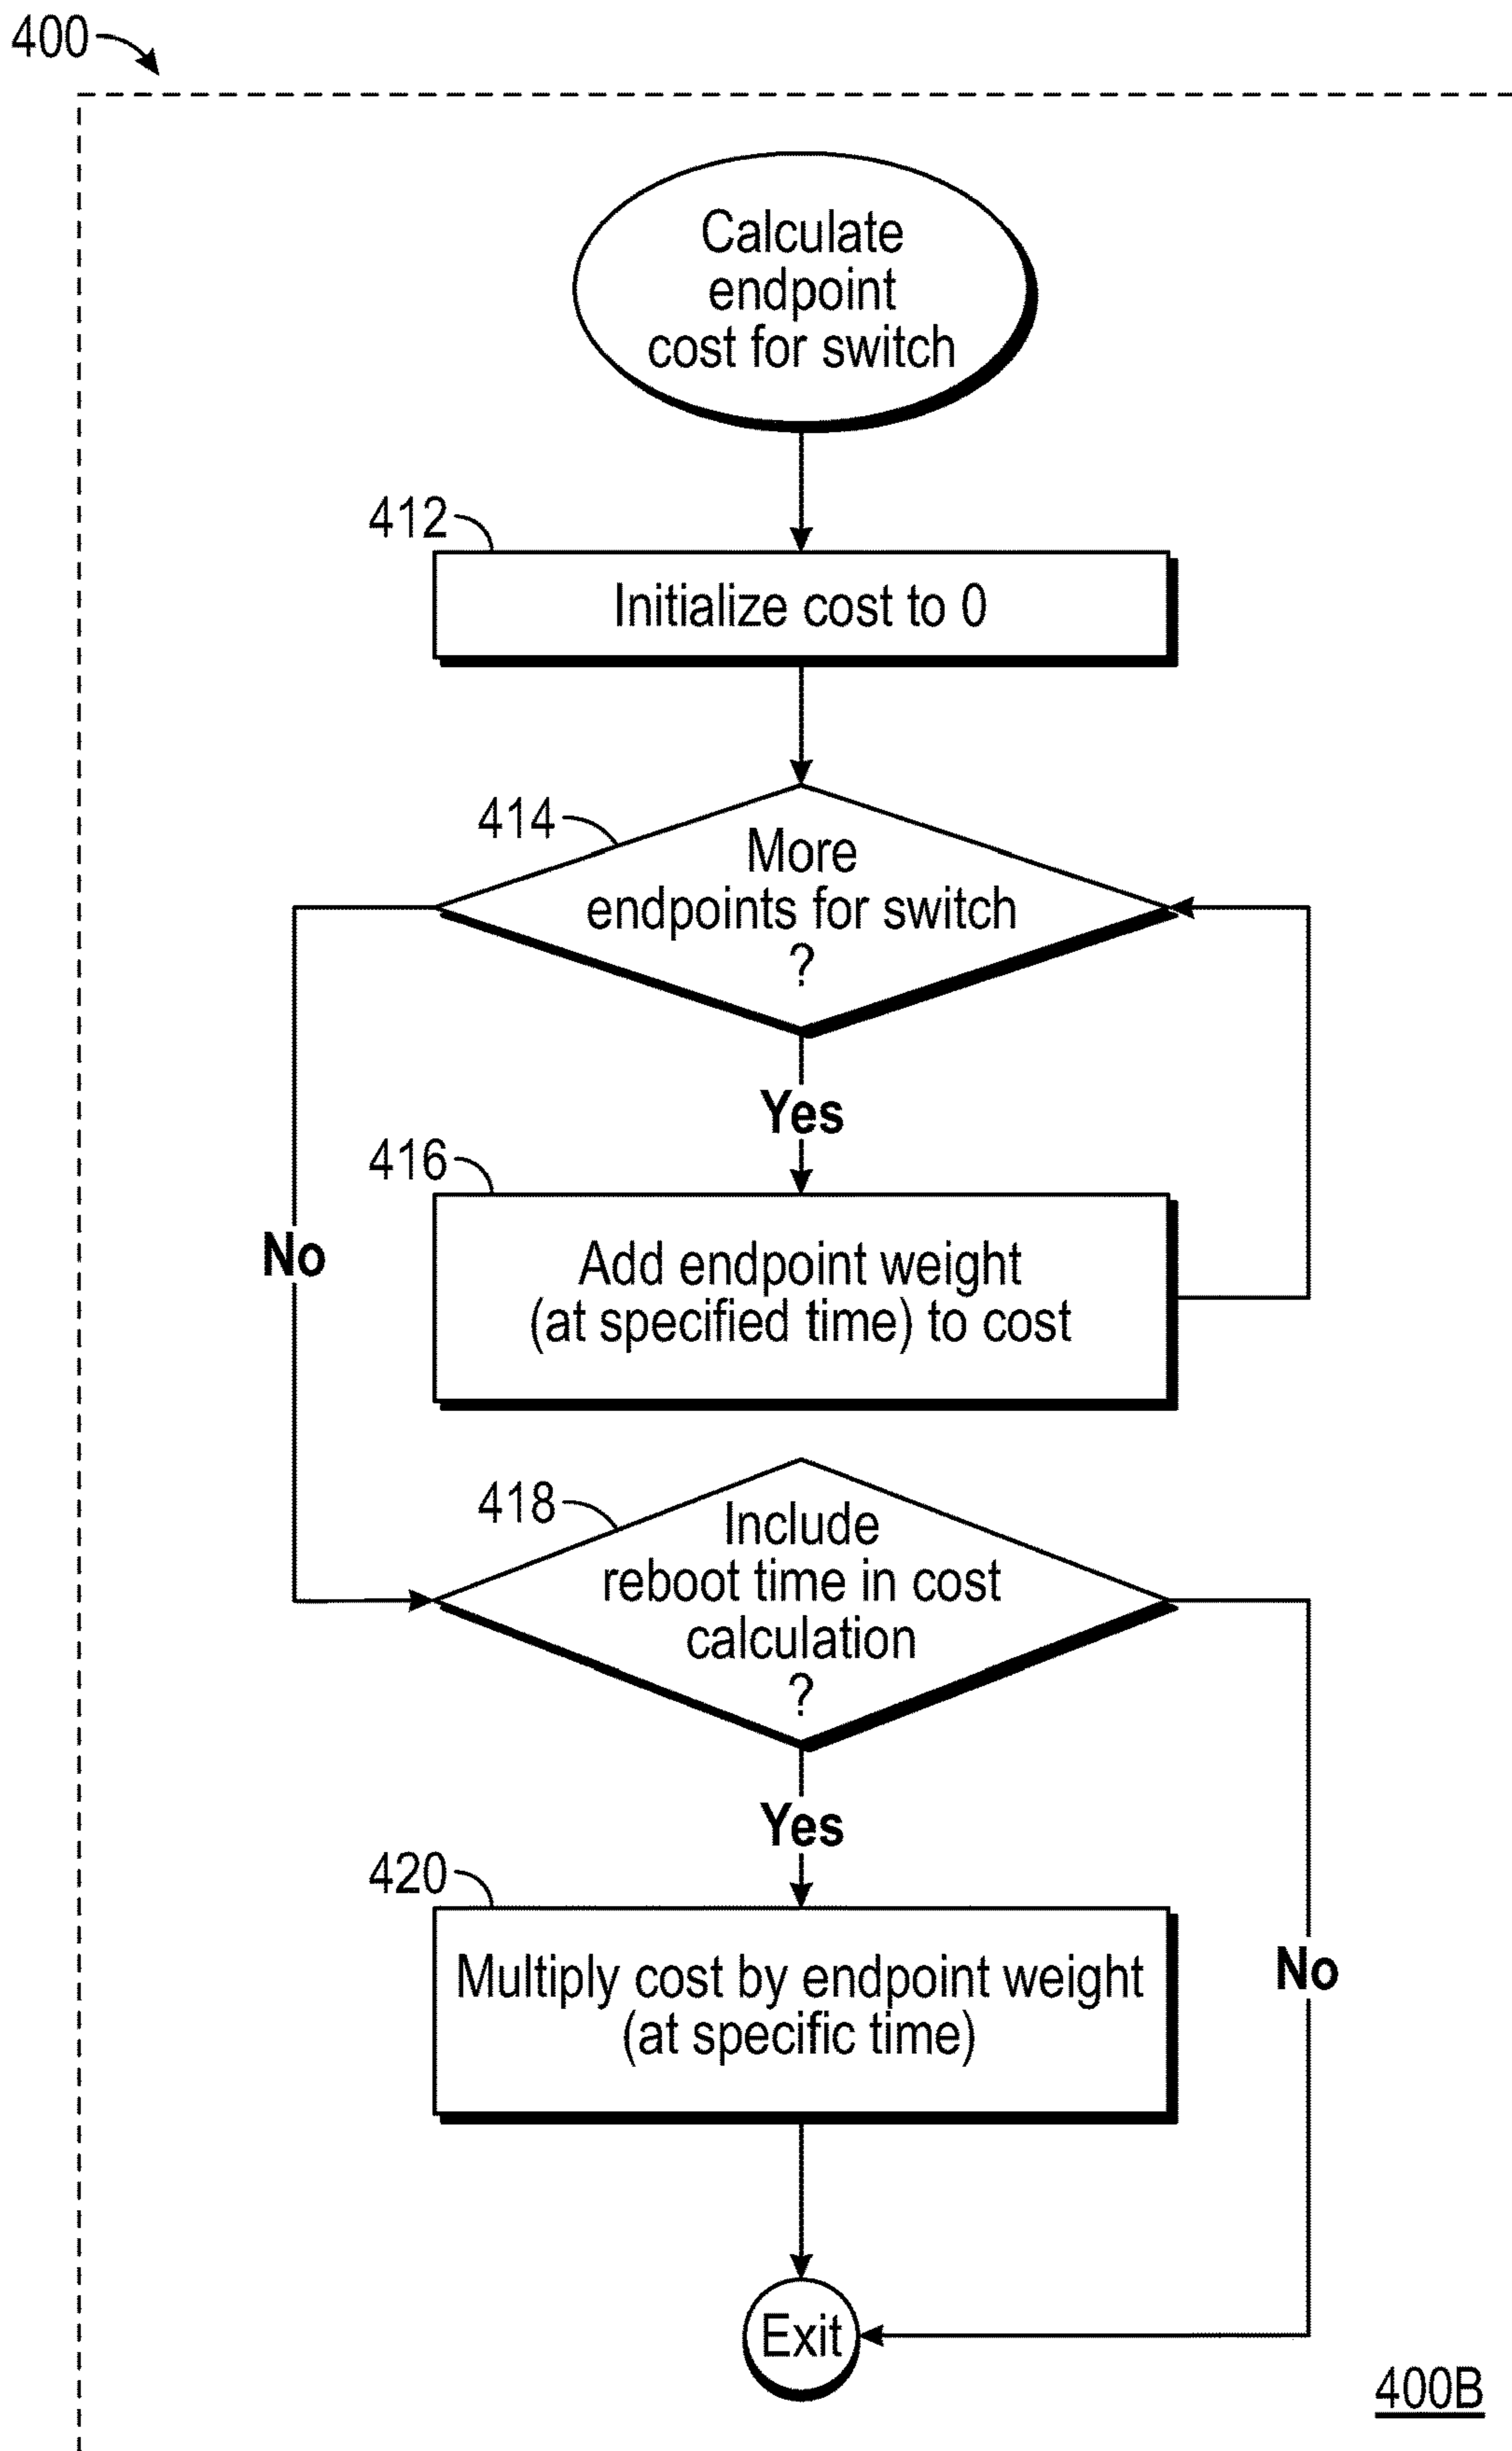 400
Calculate
endpoint
cost for switch
412
Initialize cost to 0
414
More
endpoints for switch
?
Yes
416
No
Add endpoint weight
(at specified time) to cost
418
Include
reboot time in cost
calculation
?
Yes
420
Multiply cost by endpoint weight
(at specific time)
No
Exit
400B